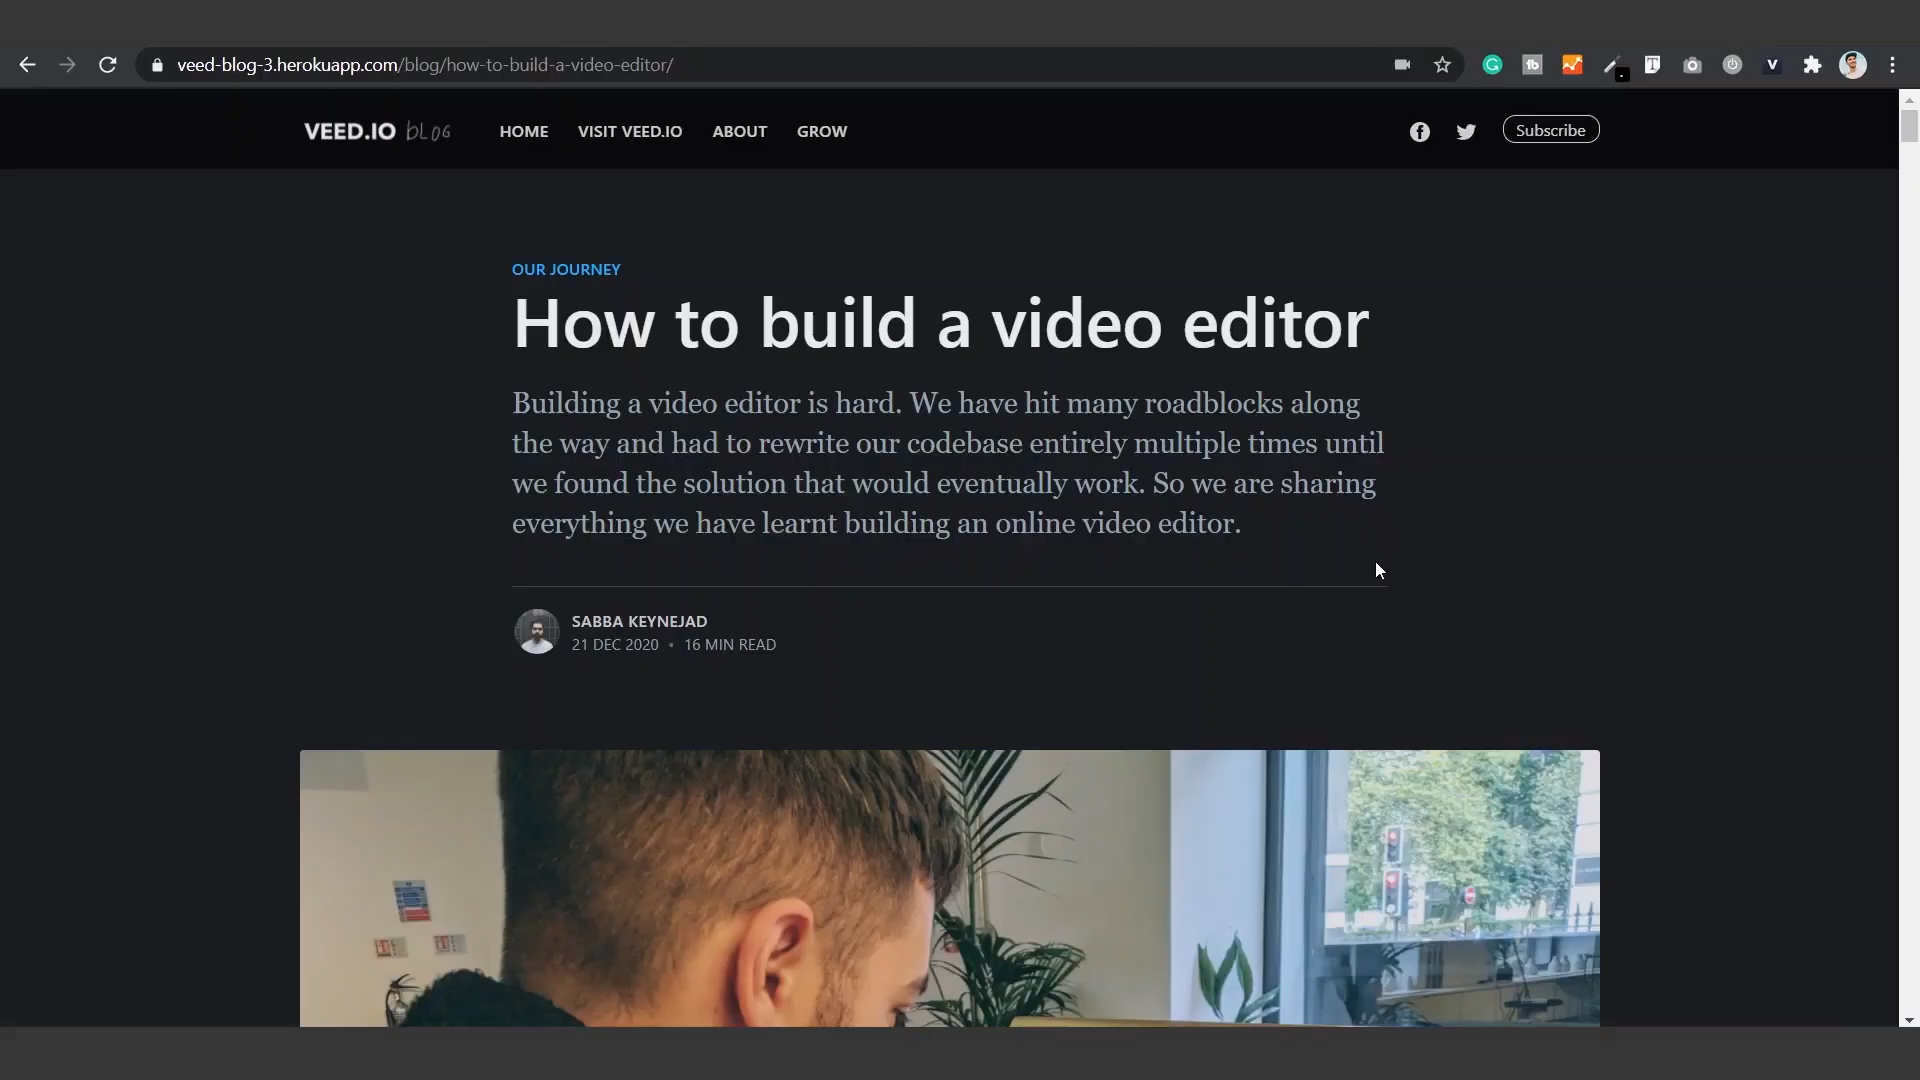 veed-blog-3.herokuapp.com/blog/how-to-build-a-video-editor/
VEED.IO blog
HOME
VISIT VEED.IO
ABOUT
GROW
Subscribe
OUR JOURNEY
How to build a video editor
Building a video editor is hard. We have hit many roadblocks along
the way and had to rewrite our codebase entirely multiple times until
we found the solution that would eventually work. So we are sharing
everything we have learnt building an online video editor.
SABBA KEYNEJAD
21 DEC 2020 • 16 MIN READ